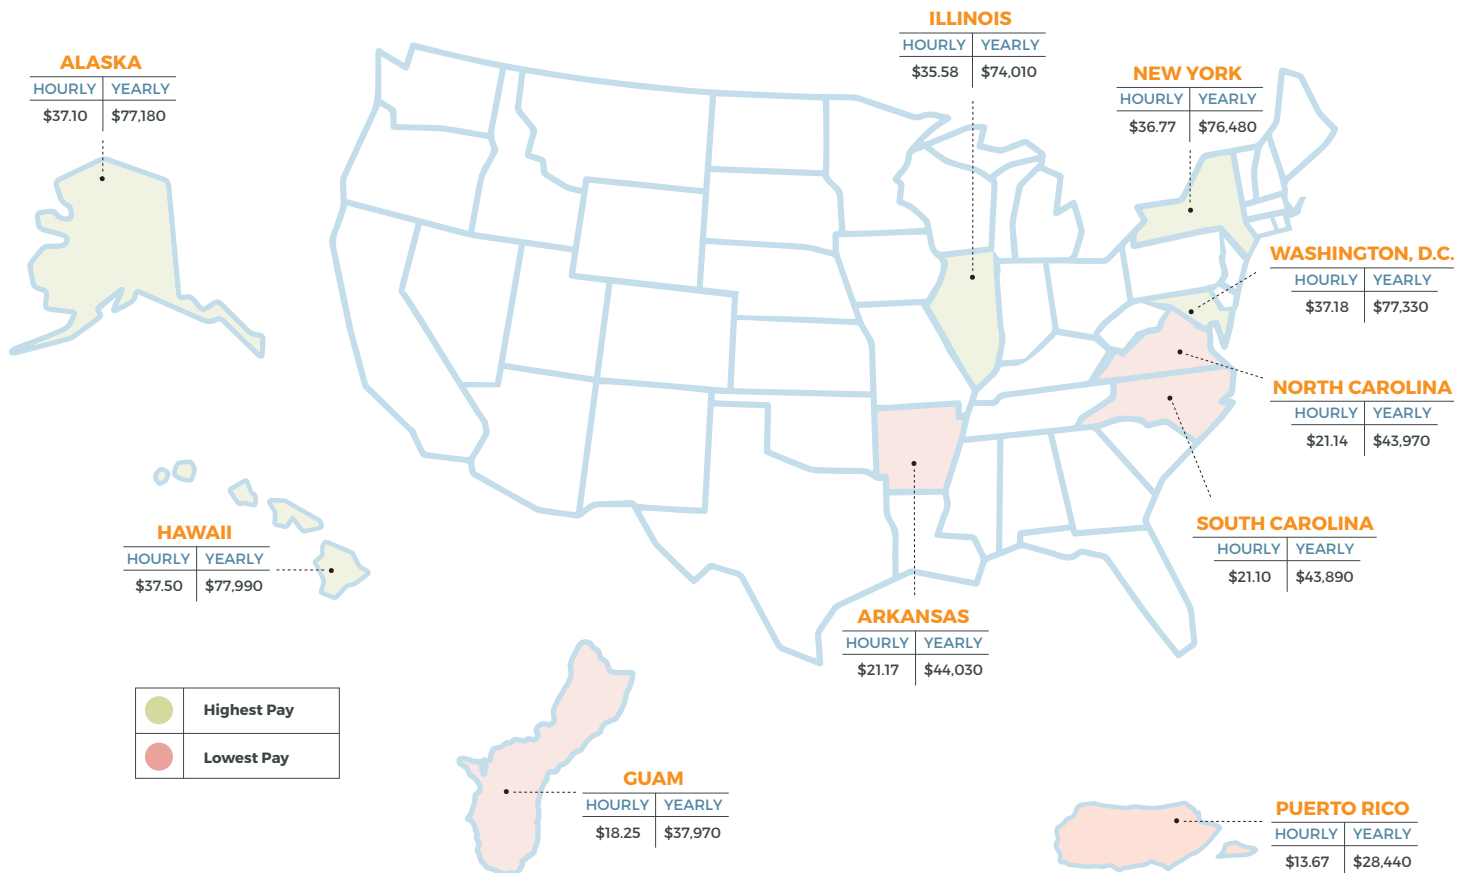 ILLINOIS
HOURLY YEARLY
$35.58 $74,010
ALASKA
HOURLY YEARLY
$37.10 $77,180
NEW YORK
HOURLY YEARLY
$36.77 $76,480
WASHINGTON, D.C.
HOURLY YEARLY
$37.18 $77,330
NORTH CAROLINA
HOURLY YEARLY
$21.14 $43,970
SOUTH CAROLINA
HOURLY YEARLY
$21.10 $43,890
HAWAII
HOURLY YEARLY
$37.50 $77,990
ARKANSAS
HOURLY YEARLY
$21.17 $44,030
Highest Pay
Lowest Pay
GUAM
HOURLY YEARLY
$18.25 $37,970
PUERTO RICO
HOURLY YEARLY
$13.67 $28,440